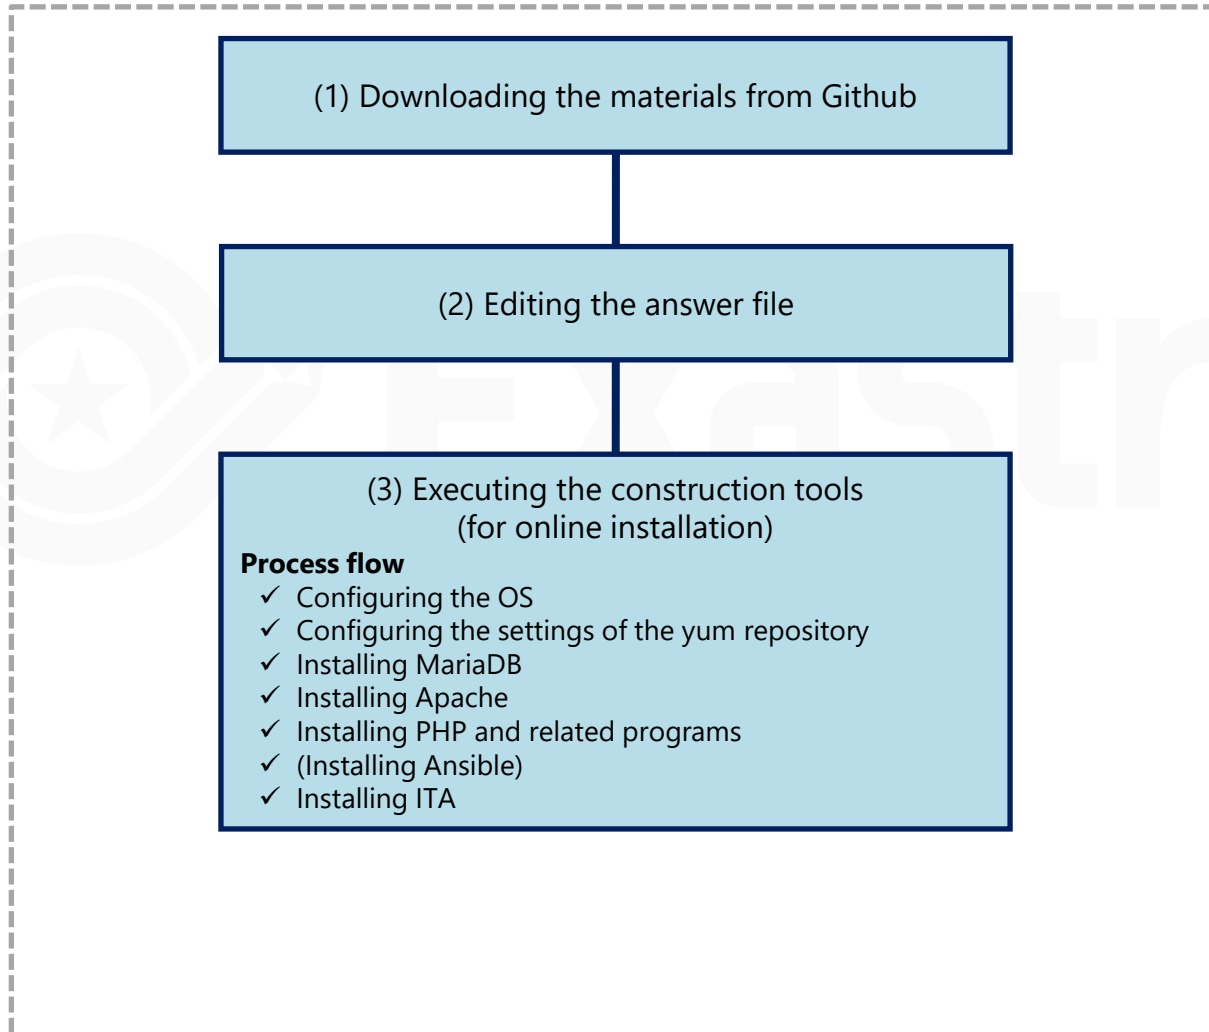 (1) Downloading the materials from Github
(2) Editing the answer file
(3) Executing the construction tools
(for online installation)
Process flow
✓ Configuring the OS
✓ Configuring the settings of the yum repository
✓ Installing MariaDB
✓ Installing Apache
✓ Installing PHP and related programs
✓ (Installing Ansible)
✓ Installing ITA
Exastr